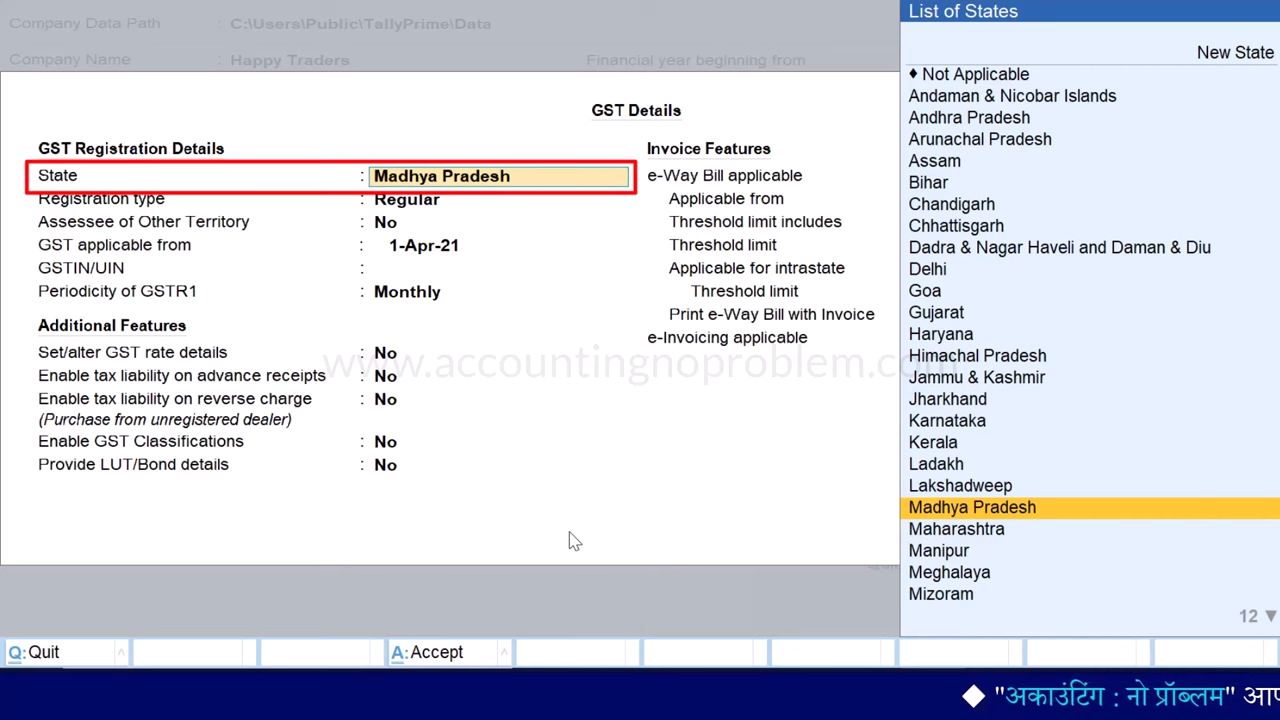 Company Data Path : C:\Users\Public\TallyPrime\Data
Company Name : Happy Traders Financial year beginning from
GST Details
GST Registration Details
State : Madhya Pradesh
Registration type : Regular
Assessee of Other Territory : No
GST applicable from : 1-Apr-21
GSTIN/UIN :
Periodicity of GSTR1 : Monthly
Additional Features
Set/alter GST rate details : No
Enable tax liability on advance receipts : No
Enable tax liability on reverse charge : No
(Purchase from unregistered dealer)
Enable GST Classifications : No
Provide LUT/Bond details : No
Invoice Features
e-Way Bill applicable
Applicable from
Threshold limit includes
Threshold limit
Applicable for intrastate
Threshold limit
Print e-Way Bill with Invoice
e-Invoicing applicable
www.accountingnoproblem.com
List of States
New State
♦ Not Applicable
Andaman & Nicobar Islands
Andhra Pradesh
Arunachal Pradesh
Assam
Bihar
Chandigarh
Chhattisgarh
Dadra & Nagar Haveli and Daman & Diu
Delhi
Goa
Gujarat
Haryana
Himachal Pradesh
Jammu & Kashmir
Jharkhand
Karnataka
Kerala
Ladakh
Lakshadweep
Madhya Pradesh
Maharashtra
Manipur
Meghalaya
Mizoram
12 ▼
Q:Quit A:Accept
◆ "अकाउंटिंग : नो प्रॉब्लम"